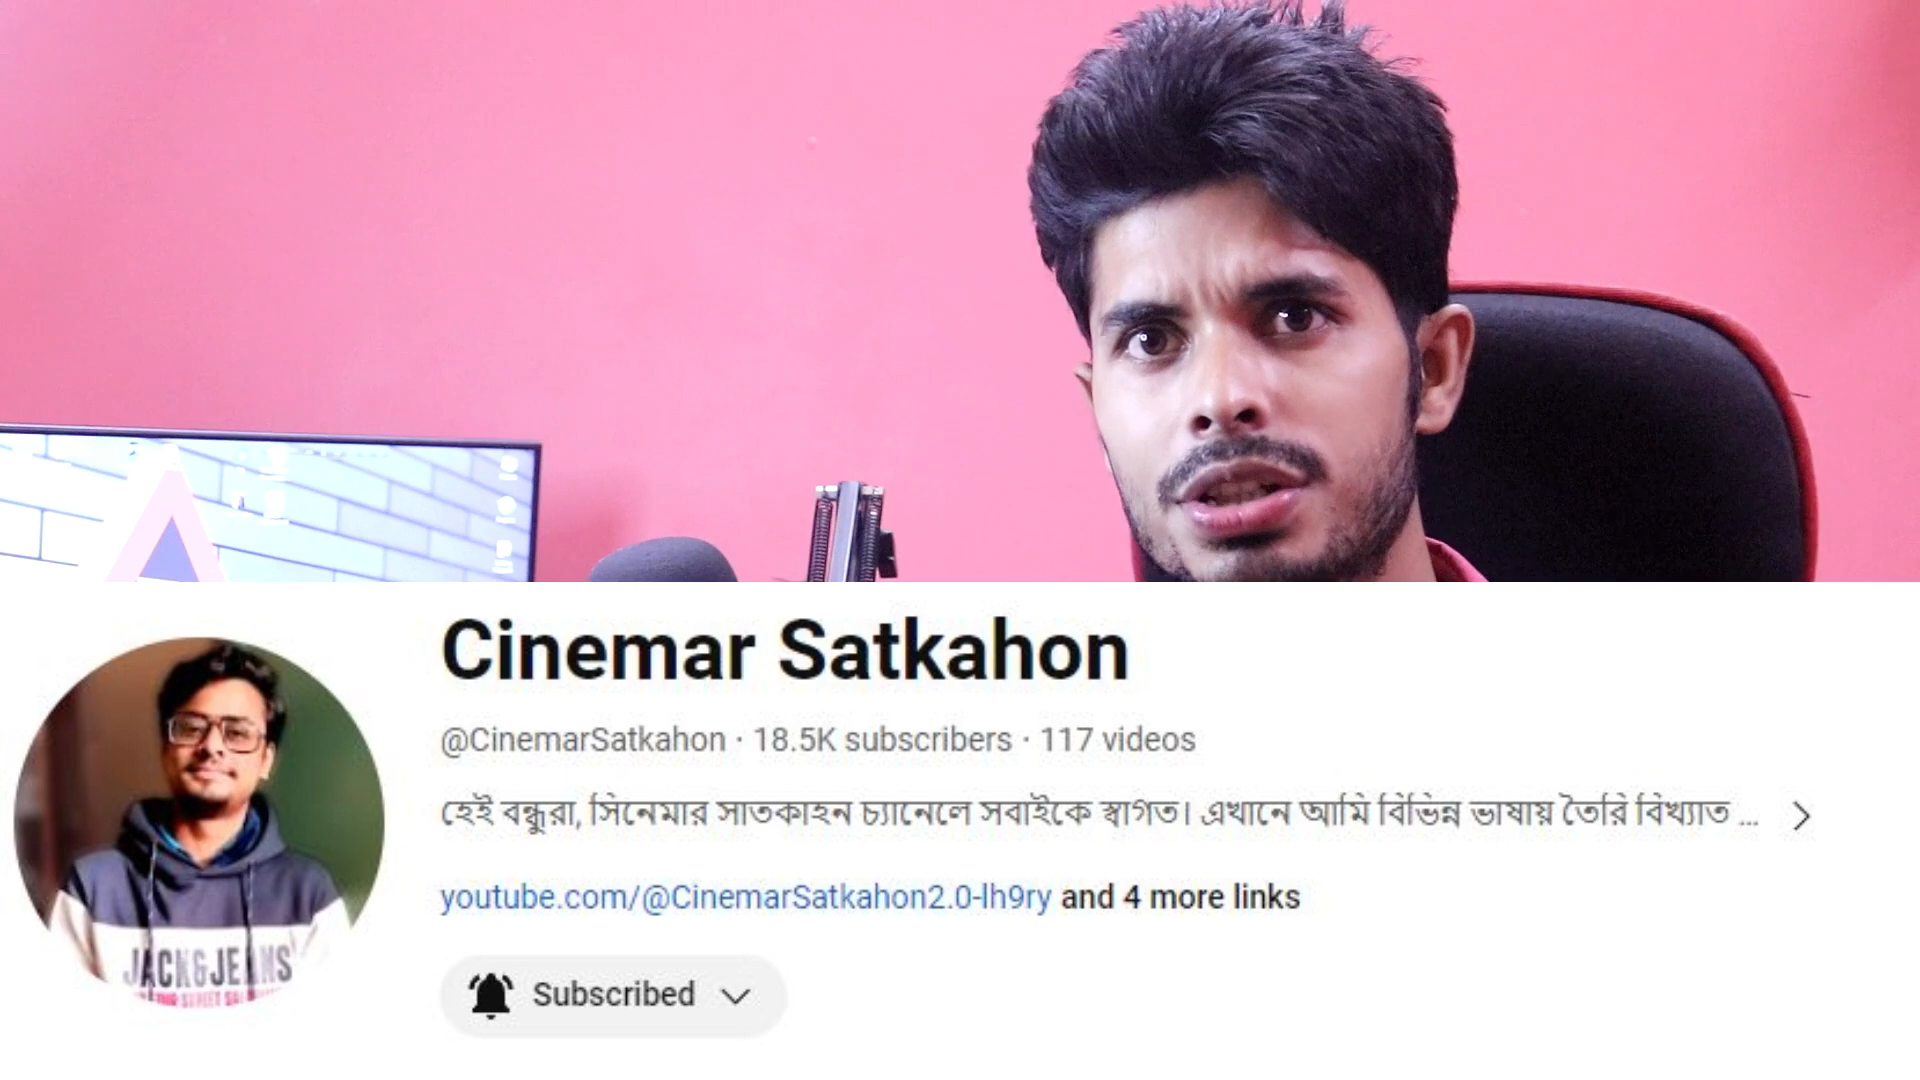 Cinemar Satkahon
@CinemarSatkahon · 18.5K subscribers · 117 videos
হেই বন্ধুরা, সিনেমার সাতকাহন চ্যানেলে সবাইকে স্বাগত। এখানে আমি বিভিন্ন ভাষায় তৈরি বিখ্যাত ...
youtube.com/@CinemarSatkahon2.0-lh9ry and 4 more links
JACK&JEANS
Subscribed